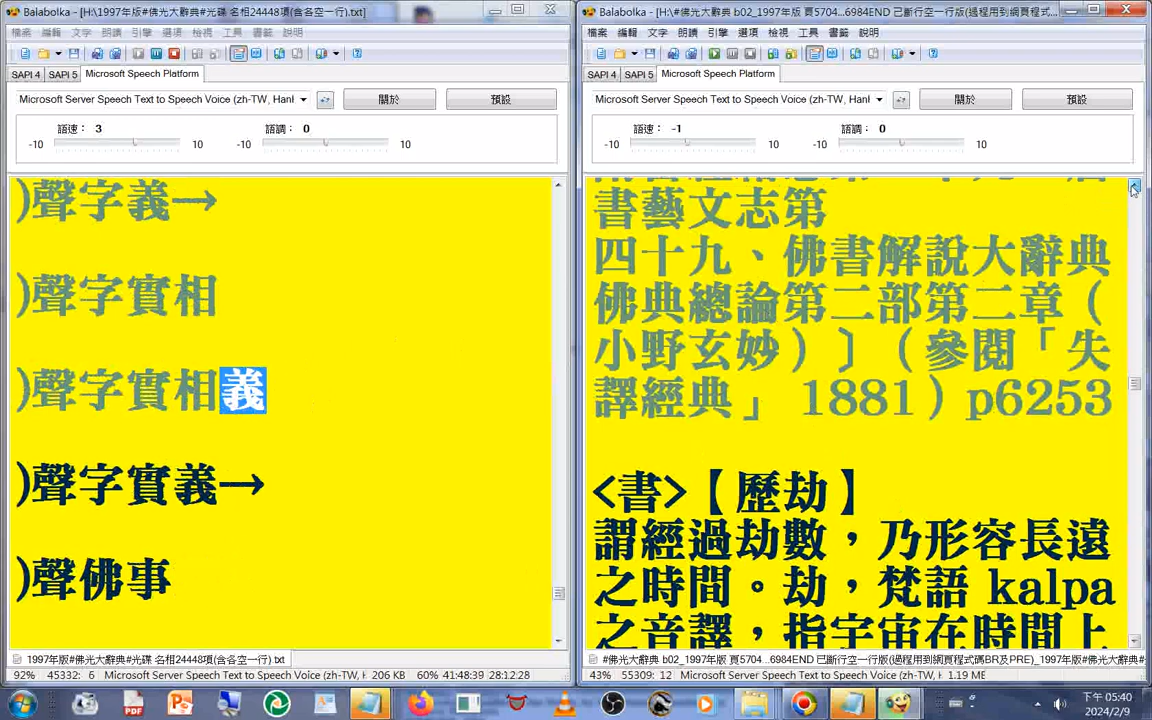 Balabolka - [H:\1997年版#佛光大辭典#光碟 名相24448項(含各空一行).txt]
檔案 編輯 文字 朗讀 引擎 選項 檢視 工具 書籤 說明
SAPI 4 SAPI 5 Microsoft Speech Platform
Microsoft Server Speech Text to Speech Voice (zh-TW, Hanl
關於
預設
語速： 3
語調： 0
-10 10 -10 10
)聲字義→
)聲字實相
)聲字實相義
)聲字實義→
)聲佛事
1997年版#佛光大辭典#光碟 名相24448項(含各空一行).txt
92% 45332: 6 Microsoft Server Speech Text to Speech Voice (zh-TW, H 206 KB 60% 41:48:39 28:12:28
Balabolka - [H:\#佛光大辭典 b02_1997年版 頁5704...6984END 已斷行空一行版(過程用到網頁程式...
檔案 編輯 文字 朗讀 引擎 選項 檢視 工具 書籤 說明
SAPI 4 SAPI 5 Microsoft Speech Platform
Microsoft Server Speech Text to Speech Voice (zh-TW, Hanl
關於
預設
語速： -1
語調： 0
-10 10 -10 10
書藝文志第
四十九、佛書解說大辭典
佛典總論第二部第二章（
小野玄妙）〕（參閱「失
譯經典」 1881）p6253
<書>【歷劫】
謂經過劫數，乃形容長遠
之時間。劫，梵語 kalpa
之音譯，指宇宙在時間上
#佛光大辭典 b02_1997年版 頁5704...6984END 已斷行空一行版(過程用到網頁程式碼BR及PRE)_1997年版#佛光大辭典#
43% 55309: 12 Microsoft Server Speech Text to Speech Voice (zh-TW, H 1.19 MB
下午 05:40
2024/2/9